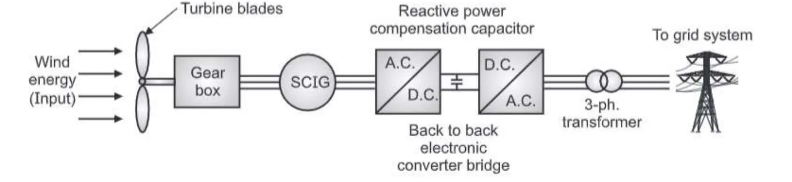 Turbine blades
Reactive power
compensation capacitor
To grid system
Wind
energy
(Input)
Gear
box
SCIG
A.C.
D.C.
D.C.
A.C.
3-ph.
transformer
Back to back
electronic
converter bridge